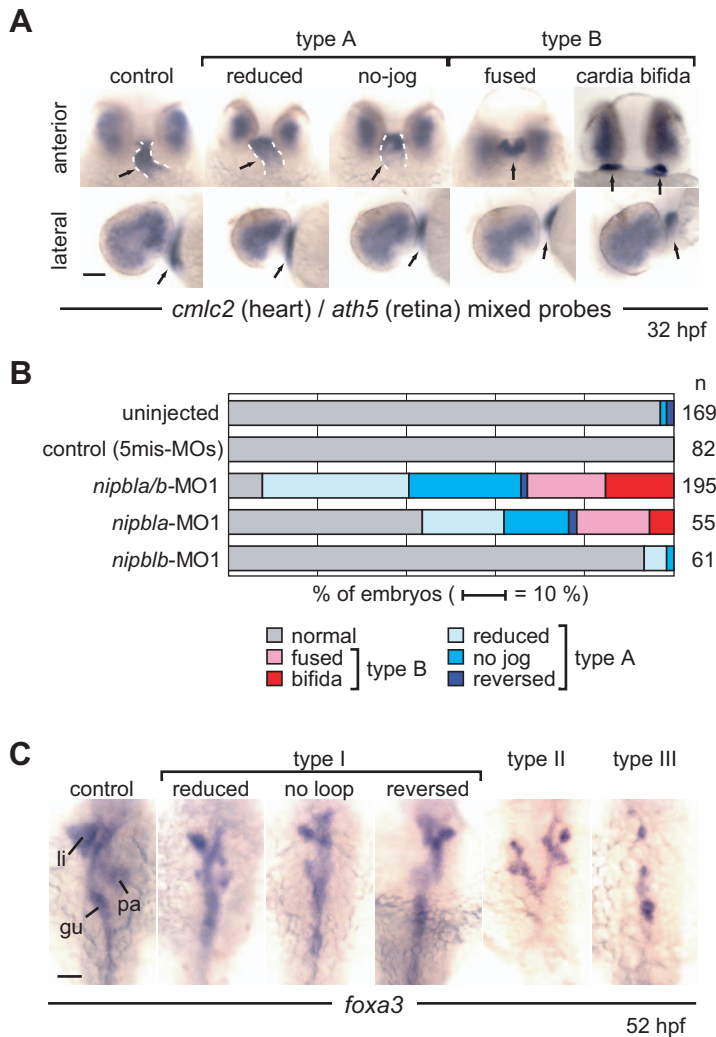 A
type A
type B
control
reduced
no-jog
fused
cardia bifida
anterior
lateral
cmlc2 (heart) / ath5 (retina) mixed probes
32 hpf
B
n
uninjected
169
control (5mis-MOs)
82
nipbla/b-MO1
195
nipbla-MO1
55
nipblb-MO1
61
% of embryos ( = 10 %)
normal
reduced
fused
no jog
bifida
reversed
type B
type A
C
type I
type II
type III
control
reduced
no loop
reversed
li
pa
gu
foxa3
52 hpf